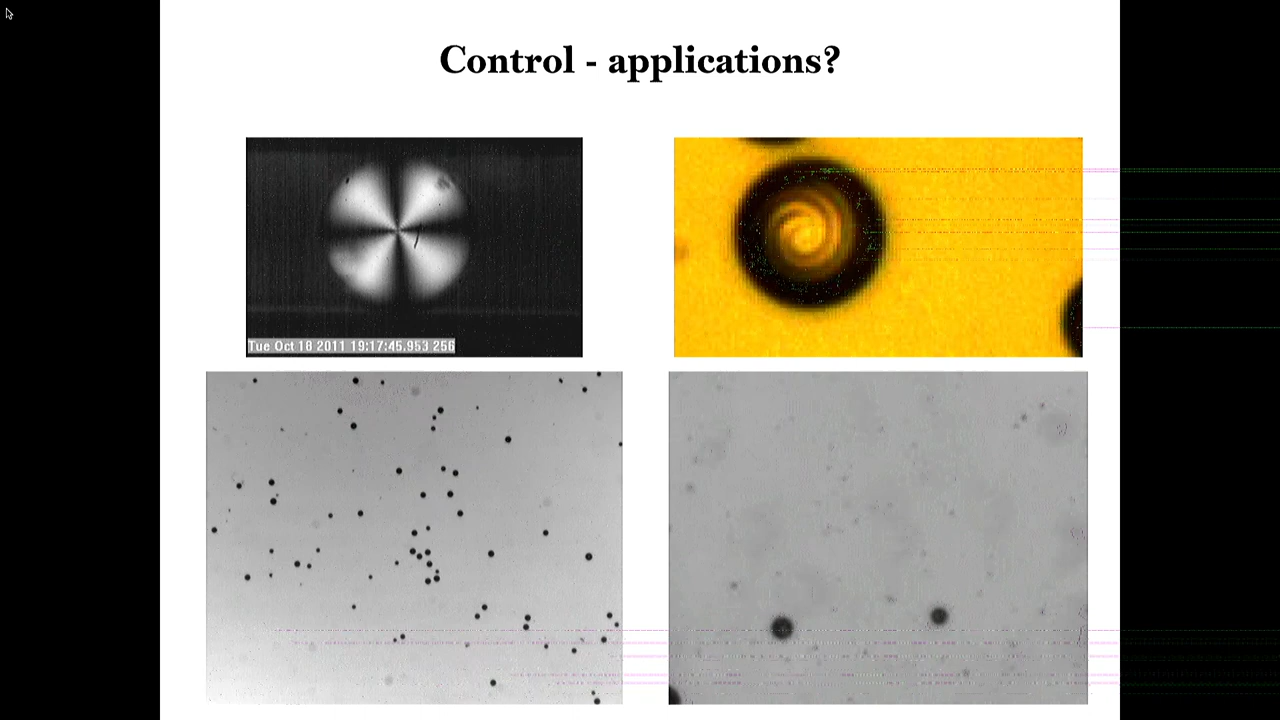 Control - applications?
Tue Oct 18 2011 19:17:45.953 256